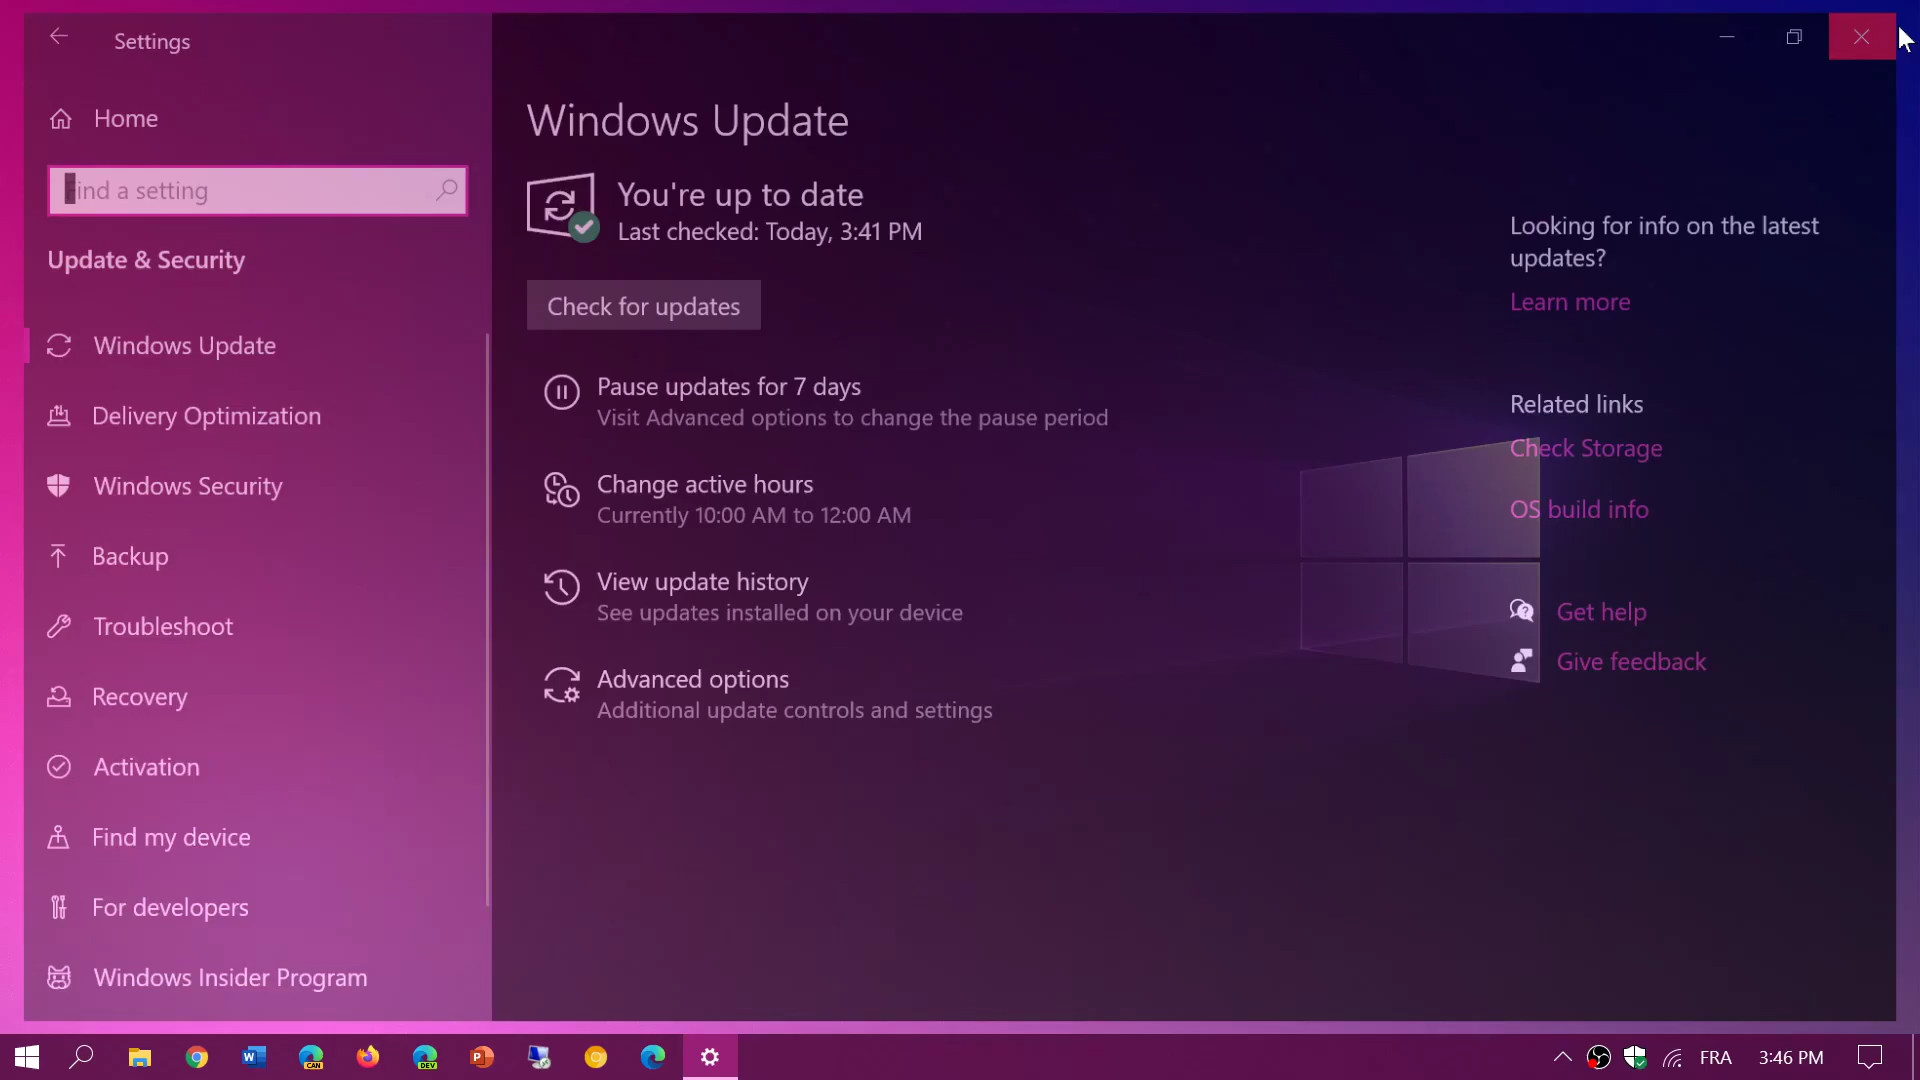 Settings
Home
Find a setting
Update & Security
Windows Update
Delivery Optimization
Windows Security
Backup
Troubleshoot
Recovery
Activation
Find my device
For developers
Windows Insider Program
Windows Update
You're up to date
Last checked: Today, 3:41 PM
Check for updates
Pause updates for 7 days
Visit Advanced options to change the pause period
Change active hours
Currently 10:00 AM to 12:00 AM
View update history
See updates installed on your device
Advanced options
Additional update controls and settings
Looking for info on the latest
updates?
Learn more
Related links
Check Storage
OS build info
Get help
Give feedback
W
CAN
DEV
P
FRA
3:46 PM